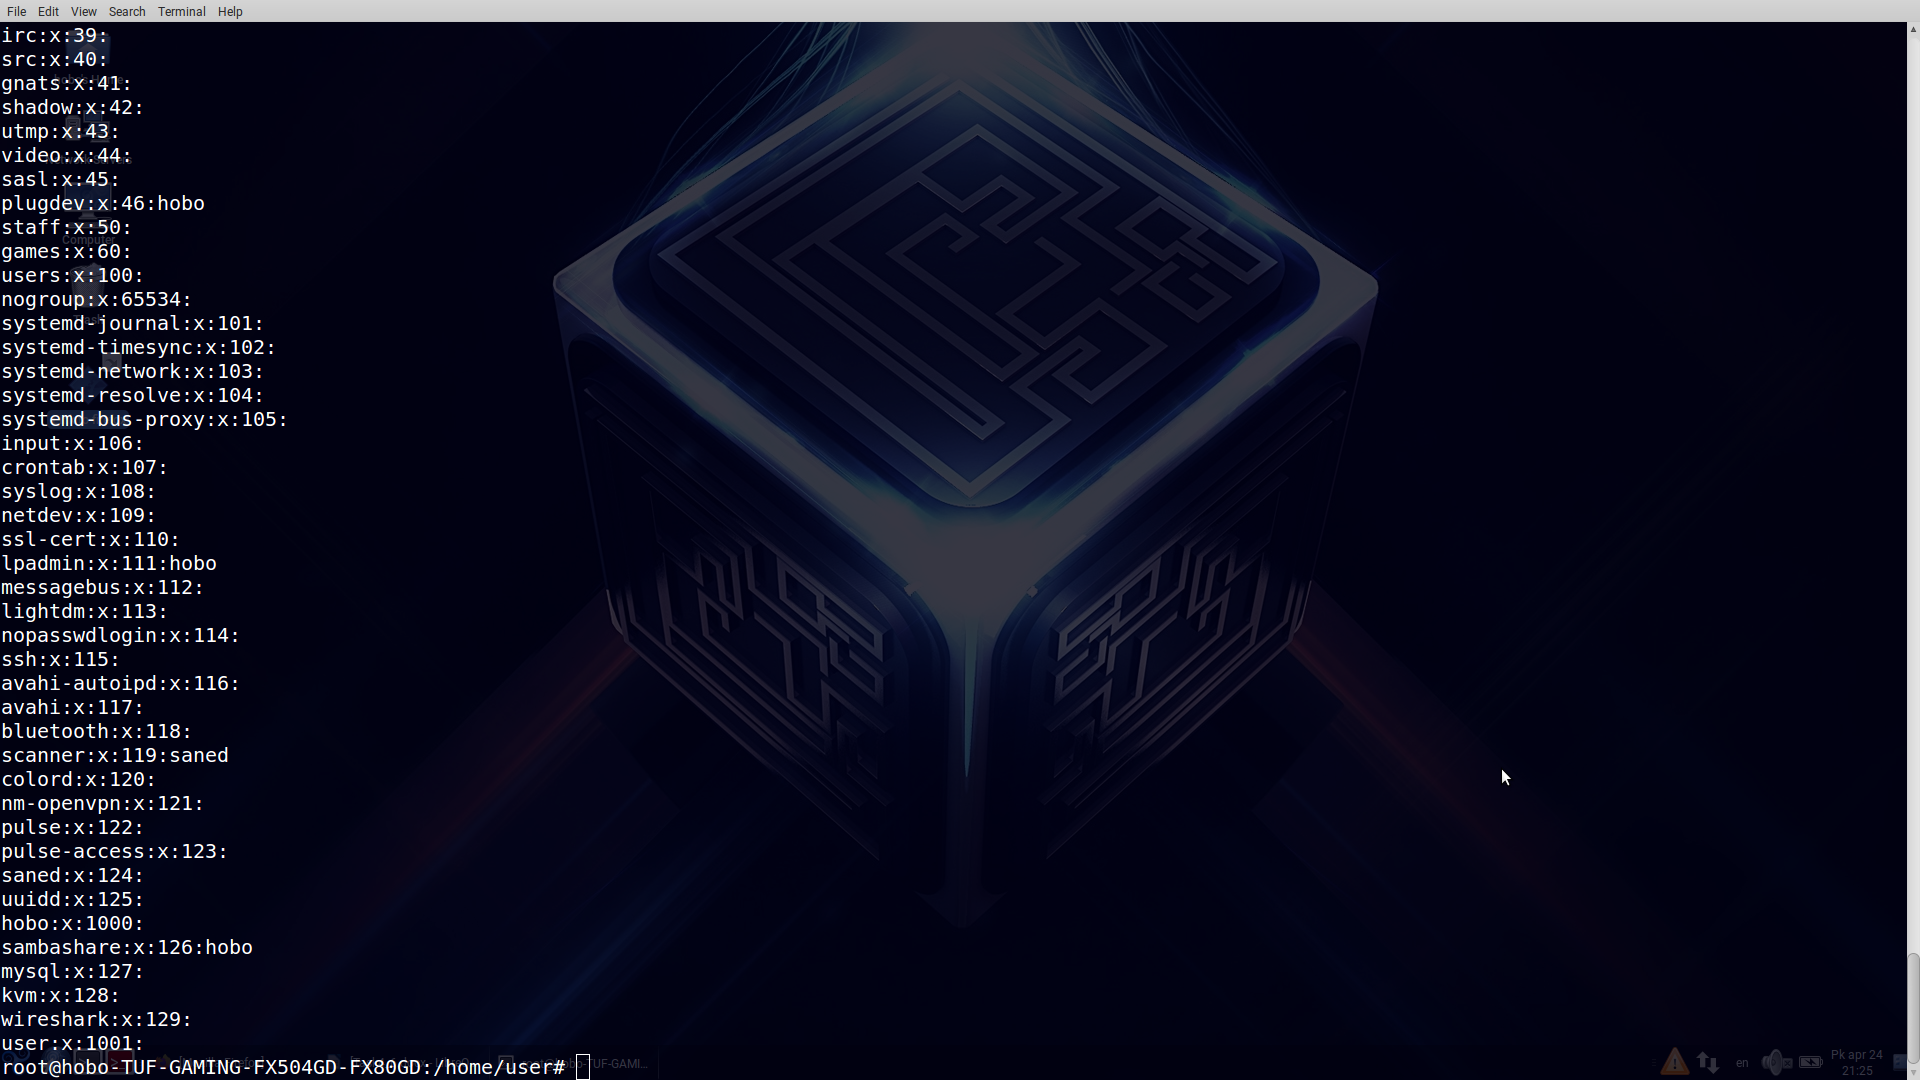 File Edit View Search Terminal Help
irc:x:39:
src:x:40:
gnats:x:41:
shadow:x:42:
utmp:x:43:
video:x:44:
sasl:x:45:
plugdev:x:46:hobo
staff:x:50:
Computer
games:x:60:
users:x:100:
nogroup:x:65534:
Trash
systemd-journal:x:101:
systemd-timesync:x:102:
systemd-network:x:103:
systemd-resolve:x:104:
systemd-bus-proxy:x:105:
input:x:106:
crontab:x:107:
syslog:x:108:
netdev:x:109:
ssl-cert:x:110:
lpadmin:x:111:hobo
messagebus:x:112:
lightdm:x:113:
nopasswdlogin:x:114:
ssh:x:115:
avahi-autoipd:x:116:
avahi:x:117:
bluetooth:x:118:
scanner:x:119:saned
colord:x:120:
nm-openvpn:x:121:
pulse:x:122:
pulse-access:x:123:
saned:x:124:
uuidd:x:125:
hobo:x:1000:
sambashare:x:126:hobo
mysql:x:127:
kvm:x:128:
wireshark:x:129:
user:x:1001:
root@hobo-TUF-GAMING-FX504GD-FX80GD:/home/user#
en
Pk apr 24
21:25